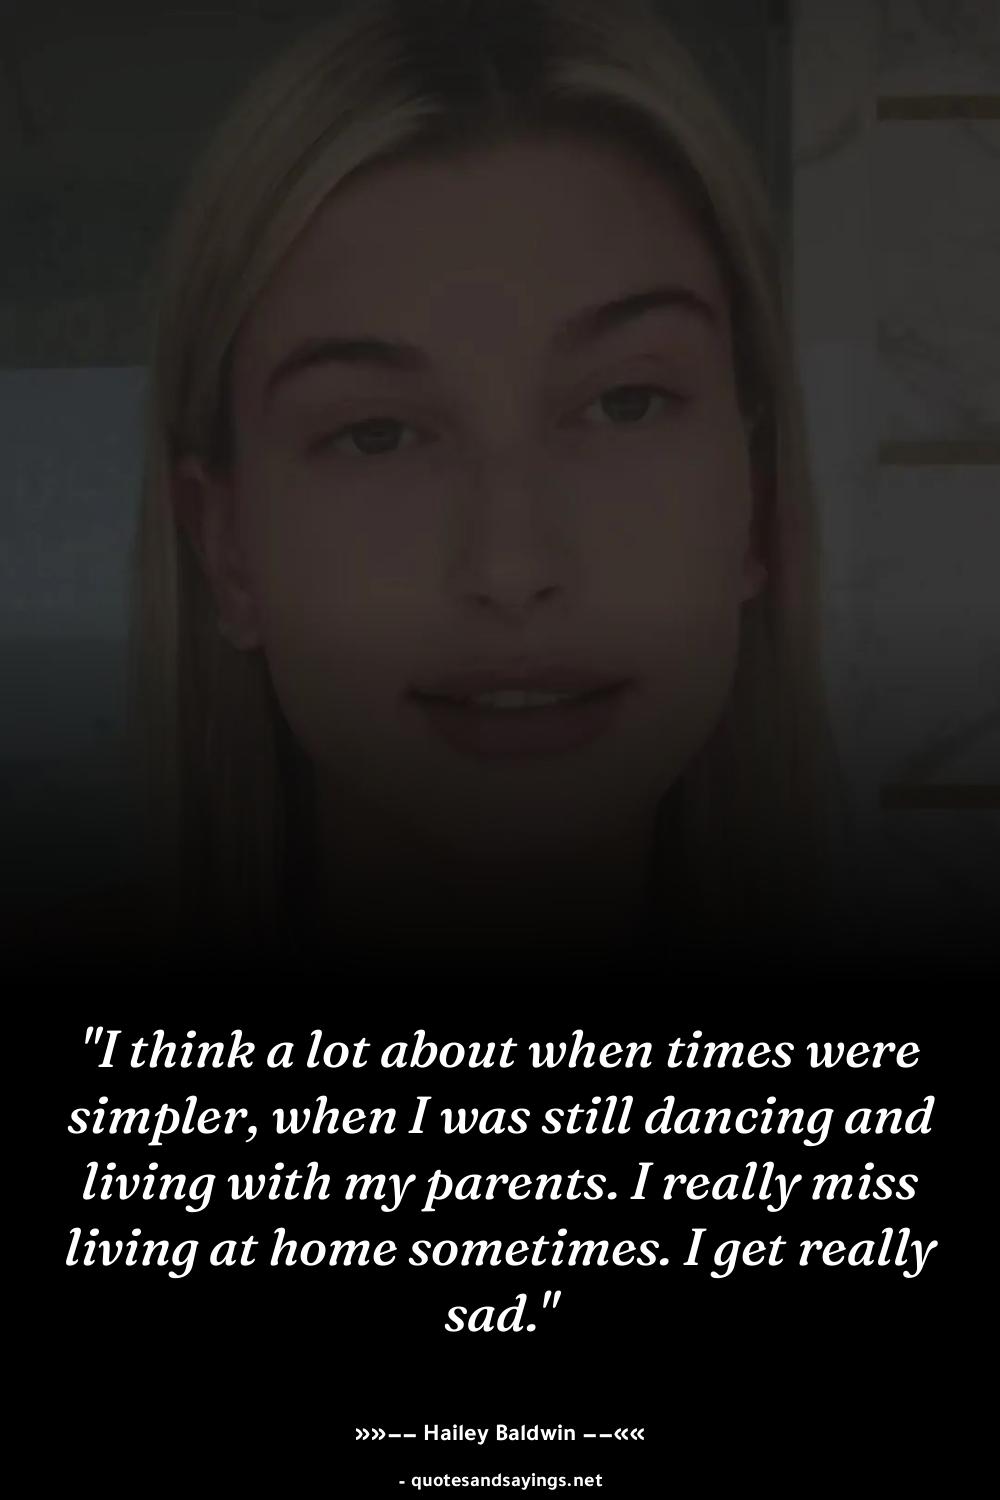 "I think a lot about when times were
simpler, when I was still dancing and
living with my parents. I really miss
living at home sometimes. I get really
sad."
»»–– Hailey Baldwin ––««
- quotesandsayings.net